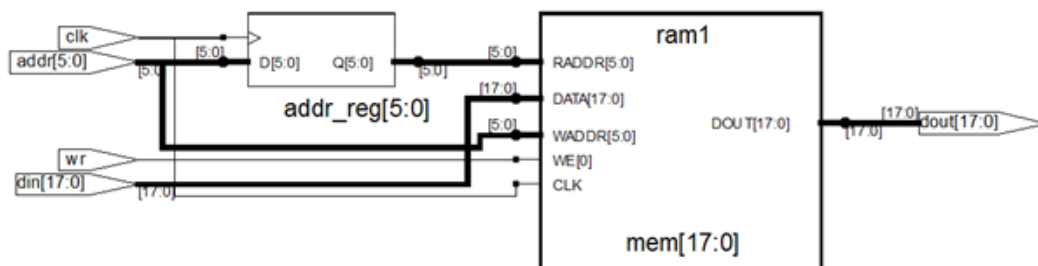 clk
addr[5:0]
[5:0]
[5:0]
D[5:0]
Q[5:0]
[5:0]
addr_reg[5:0]
wr
din[17:0]
[17:0]
[5:0]
[17:0]
[5:0]
ram1
RADDR[5:0]
DATA[17:0]
WADDR[5:0]
WE[0]
CLK
DOUT[17:0]
mem[17:0]
[17:0]
[17:0]
dout[17:0]